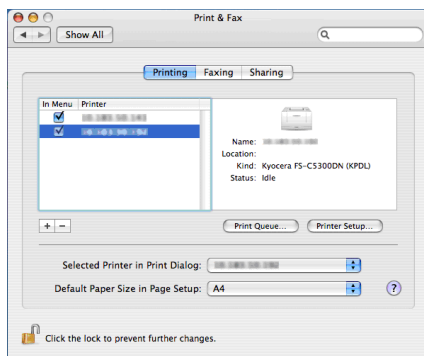 Print & Fax
Show All
Printing Faxing Sharing
In Menu Printer
Name:
Location:
Kind: Kyocera FS-C5300DN (KPDL)
Status: Idle
+ −
Print Queue... Printer Setup...
Selected Printer in Print Dialog:
Default Paper Size in Page Setup: A4
?
Click the lock to prevent further changes.